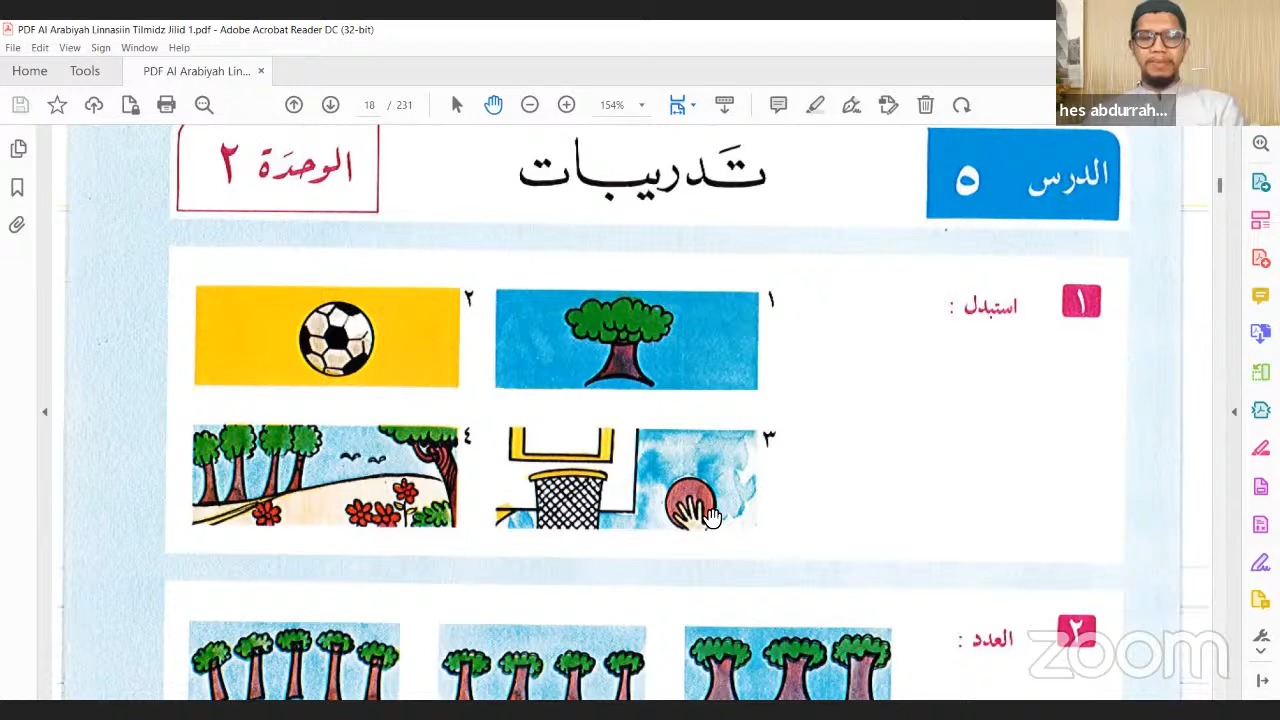 PDF Al Arabiyah Linnasiin Tilmidz Jilid 1.pdf - Adobe Acrobat Reader DC (32-bit)
File Edit View Sign Window Help
Home Tools PDF Al Arabiyah Lin... ×
18 / 231 154%
hes abdurrah...
الدرس ٥
تَدريبات
الوحدَة ٢
١ استبدل :
١
٢
٣
٤
٢ العدد :
zoom